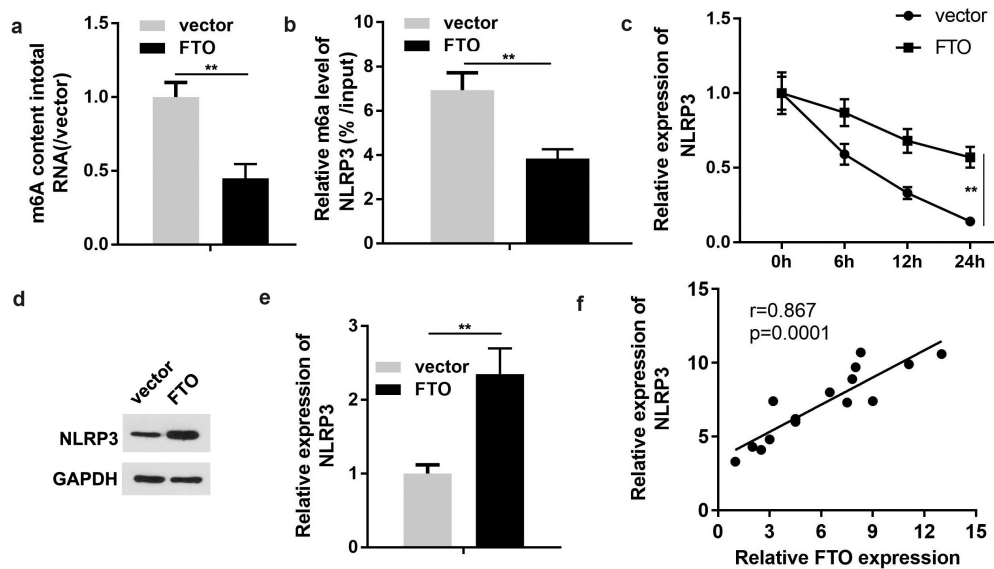 a
m6A content intotal
RNA(/vector)
1.5
1.0
0.5
0.0
vector
FTO
**
b
Relative m6a level of
NLRP3 (% /input)
10
8
6
4
2
0
vector
FTO
**
c
Relative expression of
NLRP3
1.5
1.0
0.5
0.0
0h
6h
12h
24h
vector
FTO
**
d
vector
FTO
NLRP3
GAPDH
e
Relative expression of
NLRP3
3
2
1
0
vector
FTO
**
f
Relative expression of
NLRP3
15
10
5
0
r=0.867
p=0.0001
0
3
6
9
12
15
Relative FTO expression